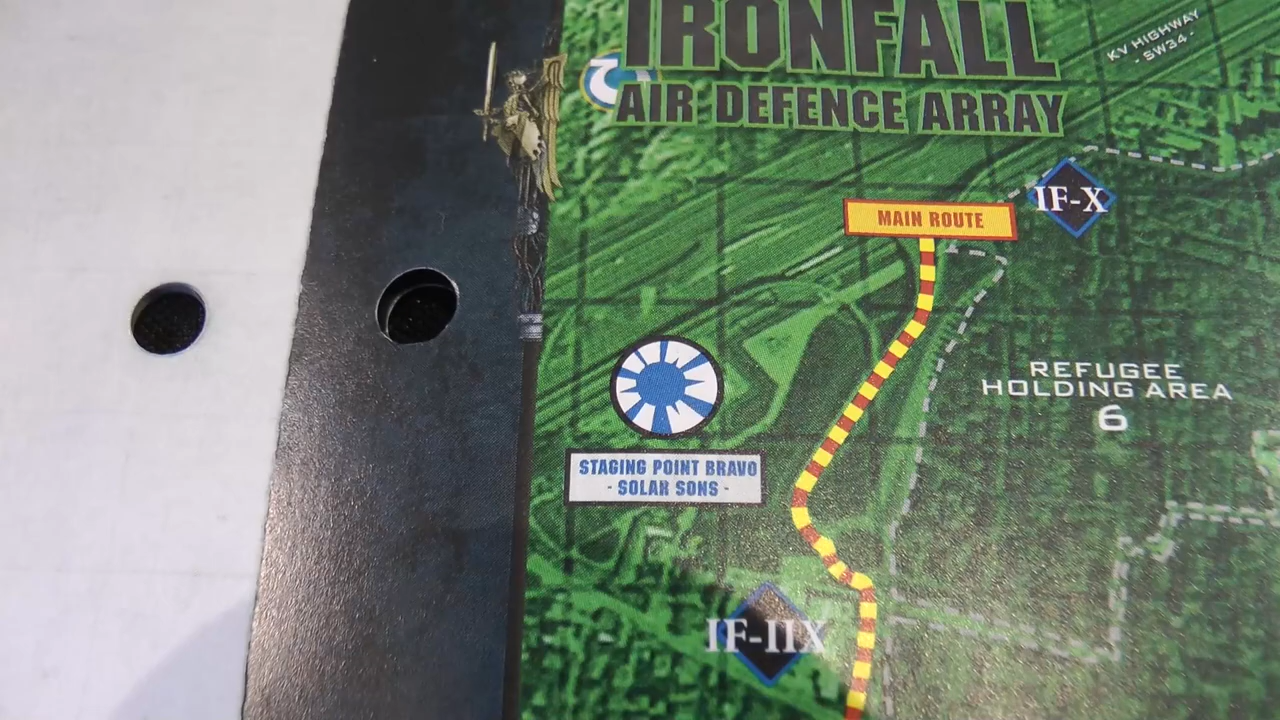 IRONFALL
AIR DEFENCE ARRAY
KV HIGHWAY
- SW34 -
IF-X
MAIN ROUTE
REFUGEE
HOLDING AREA
6
STAGING POINT BRAVO
- SOLAR SONS -
IF-IIX